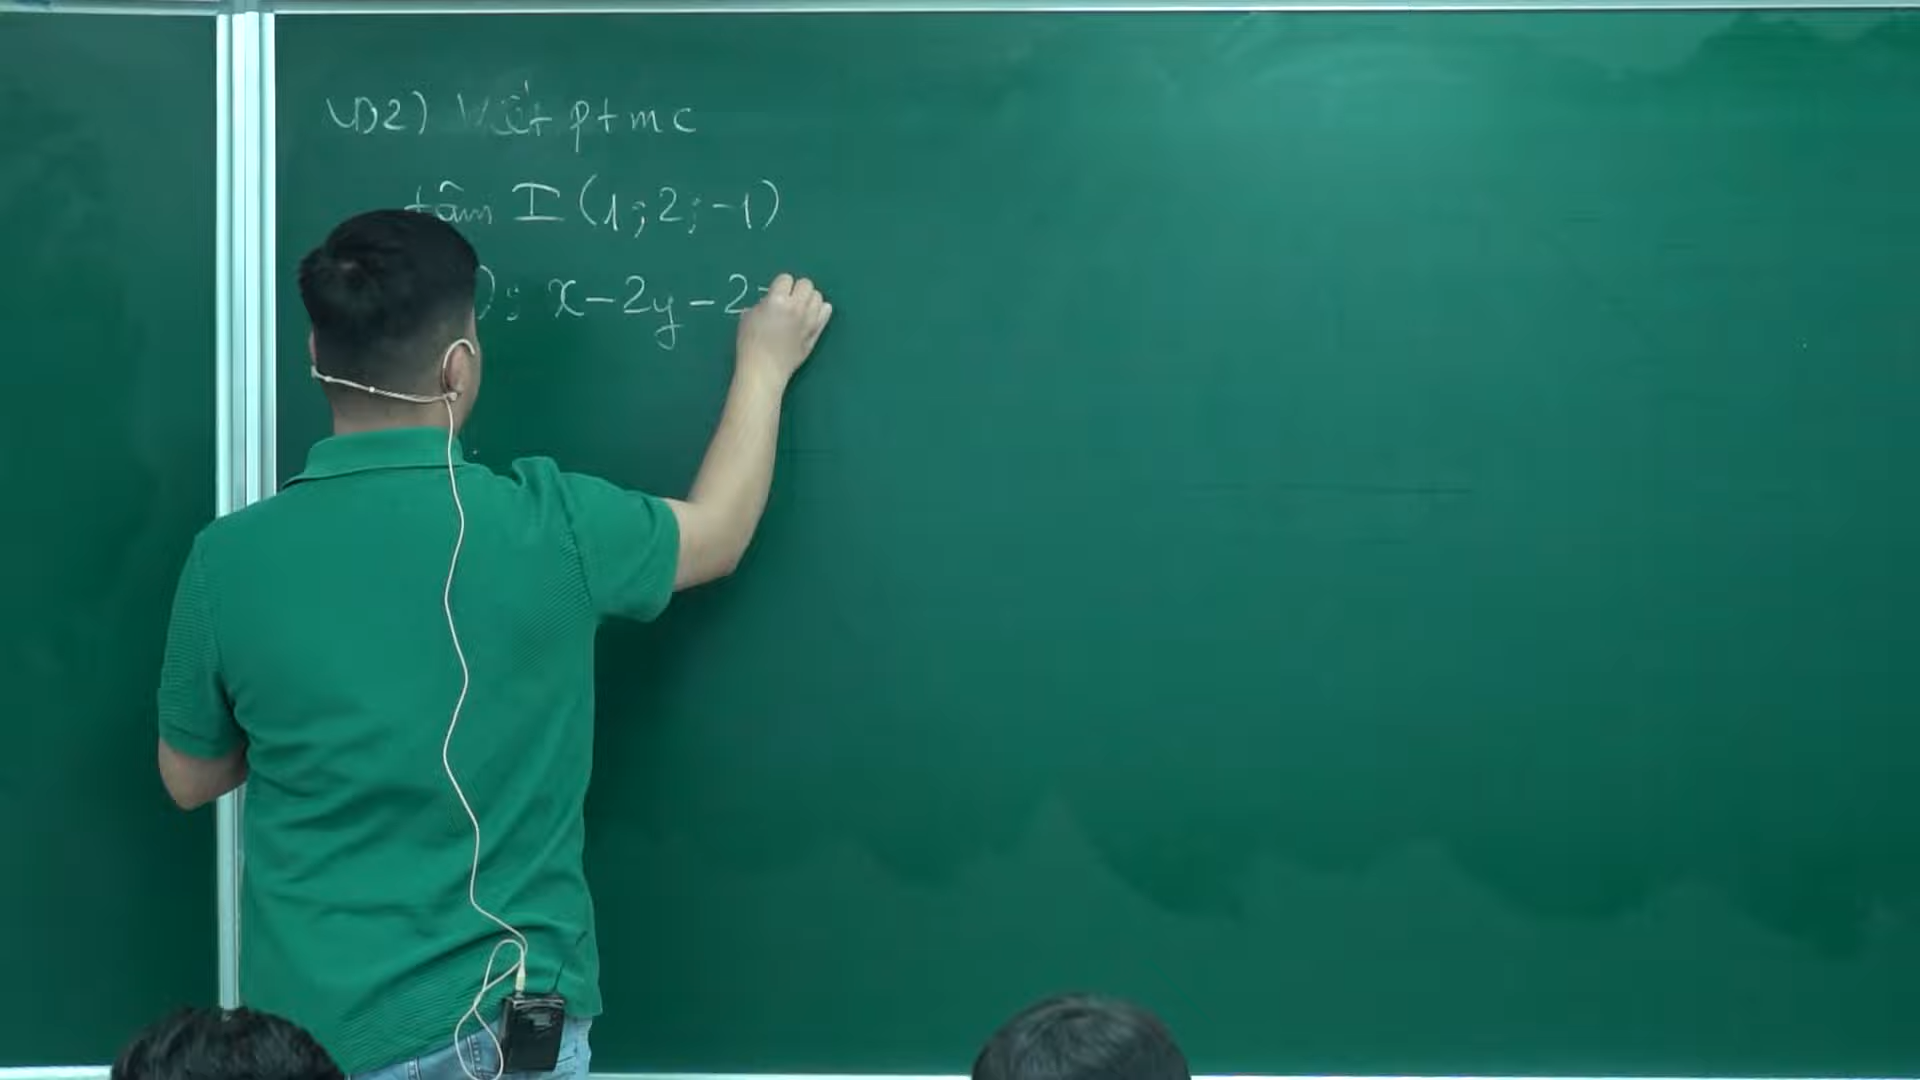 VD2) Viết ptmc
tâm I (1; 2; -1)
): x - 2y - 2